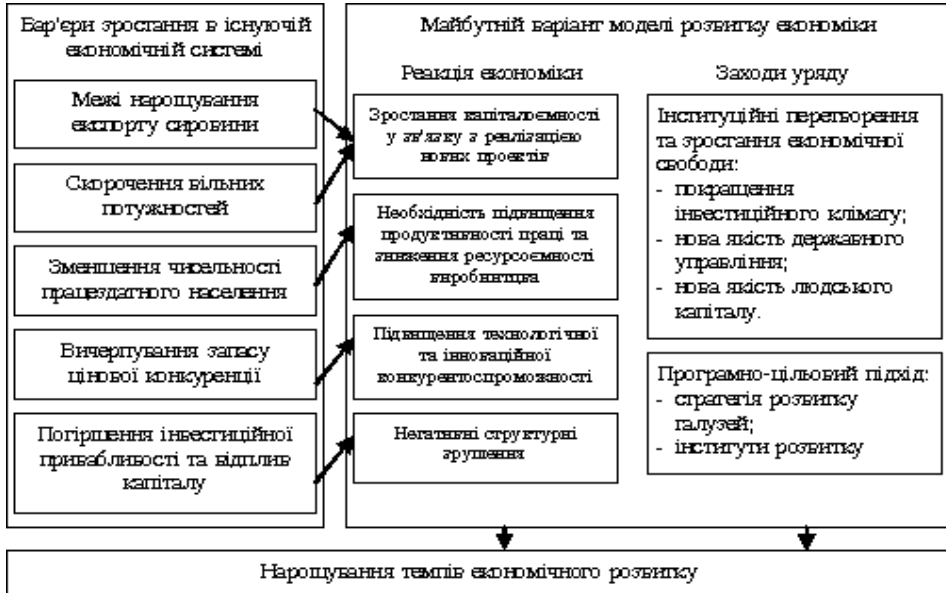 Бар'єри зростання в існуючій
економічній системі
Межі нарощування
експорту сировини
Скорочення вільних
потужностей
Зменшення чисельності
працездатного населення
Вичерпування запасу
цінової конкуренції
Погіршення інвестиційної
привабливості та відплив
капіталу
Майбутній варіант моделі розвитку економіки
Реакція економіки
Зростання капіталоємності
у зв'язку з реалізацією
нових проектів
Необхідність підвищення
продуктивності праці та
зниження ресурсоємності
виробництва
Підвищення технологічної
та інноваційної
конкурентоспроможності
Негативні структурні
зрушення
Заходи уряду
Інституційні перетворення
та зростання економічної
свободи:
- покращення
інвестиційного клімату;
- нова якість державного
управління;
- нова якість людського
капіталу.
Програмно-цільовий підхід:
- стратегія розвитку
галузей;
- інститути розвитку
Нарощування темпів економічного розвитку